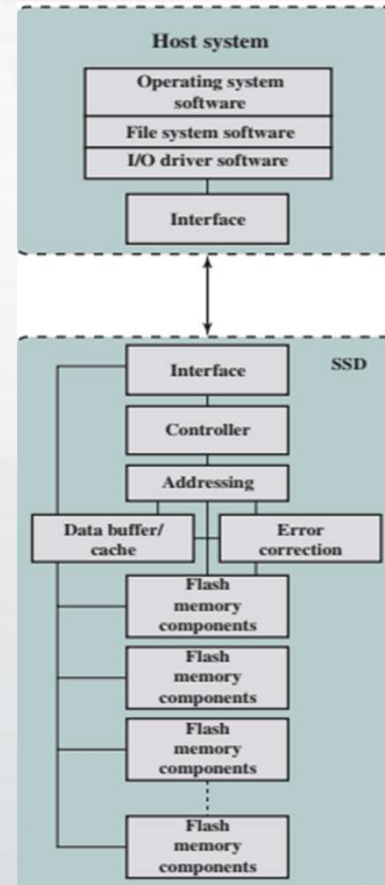 Host system
Operating system
software
File system software
I/O driver software
Interface
Interface
SSD
Controller
Addressing
Data buffer/
cache
Error
correction
Flash
memory
components
Flash
memory
components
Flash
memory
components
Flash
memory
components